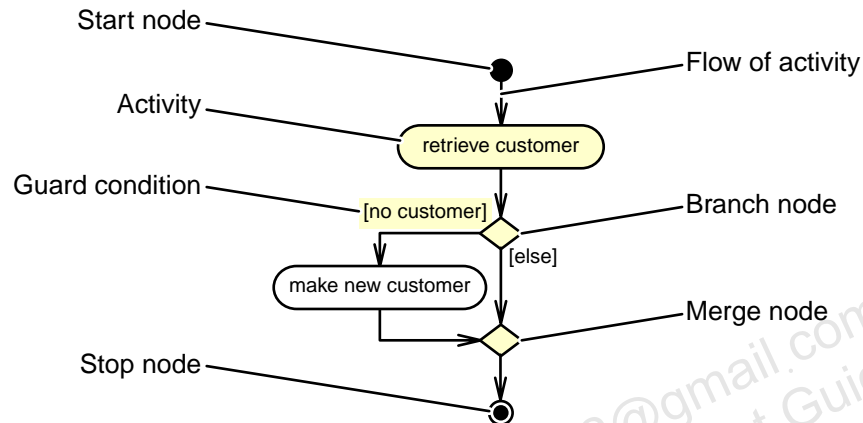 Start node
Flow of activity
Activity
retrieve customer
Guard condition
[no customer]
Branch node
[else]
make new customer
Merge node
Stop node